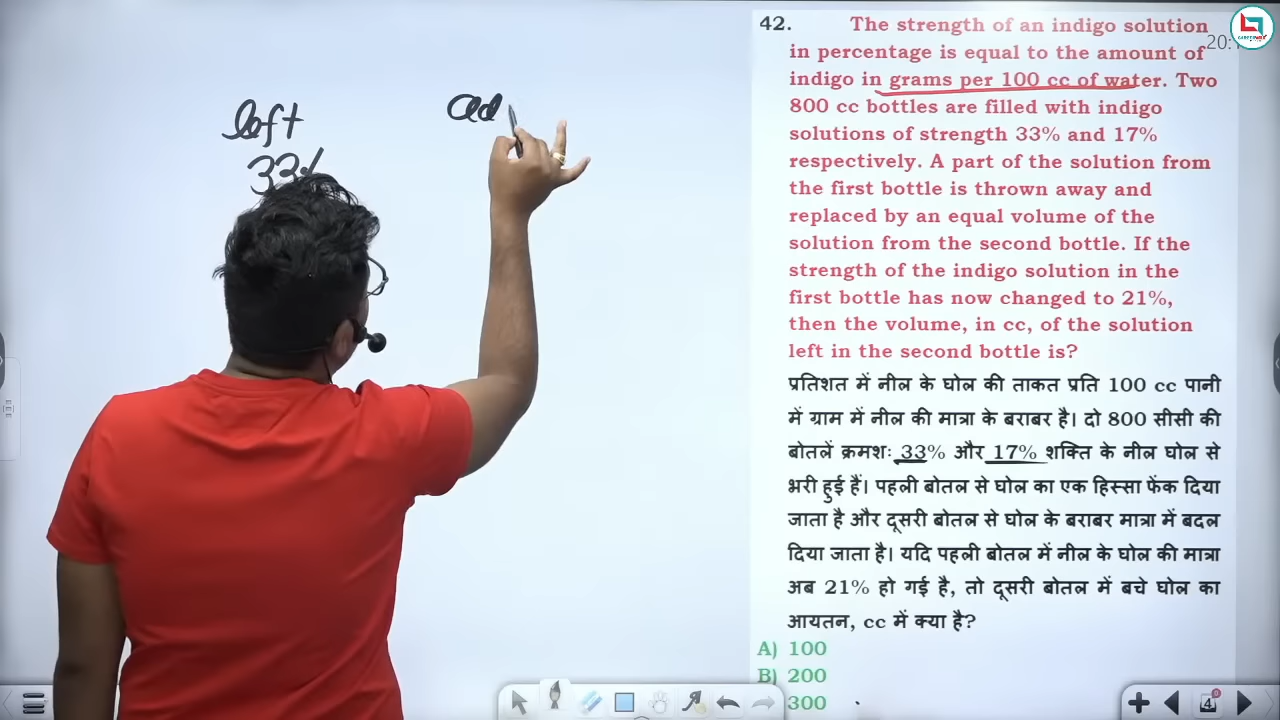 42. The strength of an indigo solution
in percentage is equal to the amount of
indigo in grams per 100 cc of water. Two
800 cc bottles are filled with indigo
solutions of strength 33% and 17%
respectively. A part of the solution from
the first bottle is thrown away and
replaced by an equal volume of the
solution from the second bottle. If the
strength of the indigo solution in the
first bottle has now changed to 21%,
then the volume, in cc, of the solution
left in the second bottle is?
प्रतिशत में नील के घोल की ताकत प्रति 100 cc पानी
में ग्राम में नील की मात्रा के बराबर है। दो 800 सीसी की
बोतलें क्रमशः 33% और 17% शक्ति के नील घोल से
भरी हुई हैं। पहली बोतल से घोल का एक हिस्सा फेंक दिया
जाता है और दूसरी बोतल से घोल के बराबर मात्रा में बदल
दिया जाता है। यदि पहली बोतल में नील के घोल की मात्रा
अब 21% हो गई है, तो दूसरी बोतल में बचे घोल का
आयतन, cc में क्या है?
A) 100
B) 200
300
left
33%
ad
4